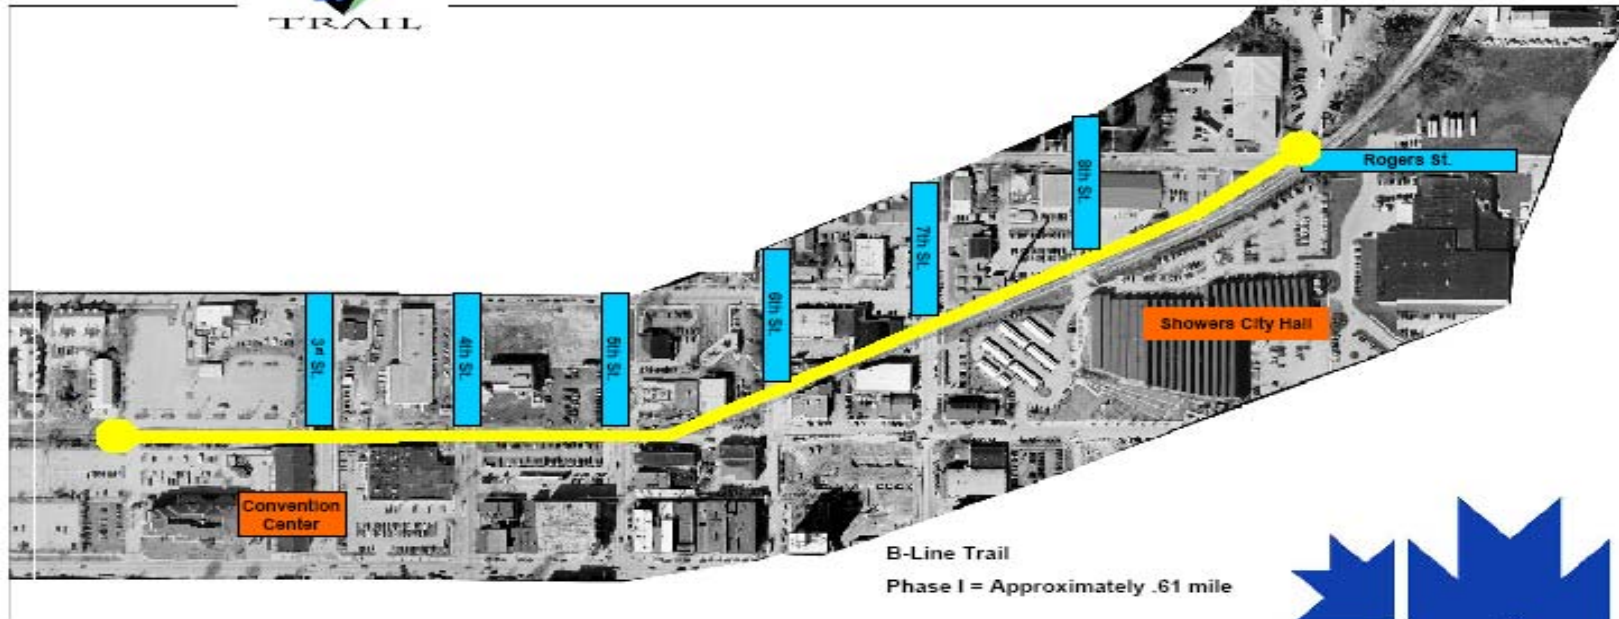 TRAIL
8th St.
Rogers St.
7th St.
6th St.
3rd St.
4th St.
5th St.
Showers City Hall
Convention
Center
B-Line Trail
Phase I = Approximately .61 mile